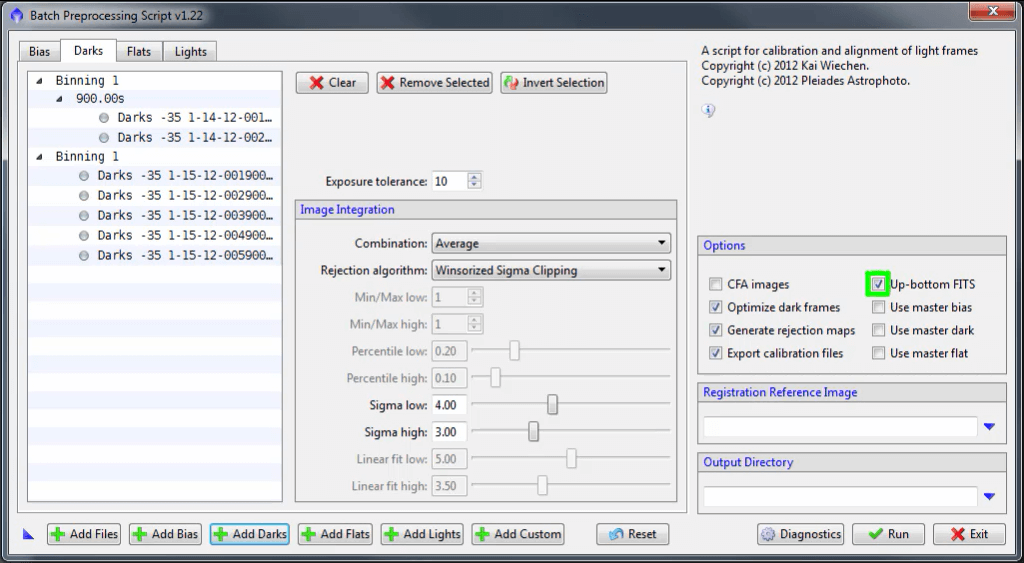 Batch Preprocessing Script v1.22
Bias Darks Flats Lights
Binning 1
900.00s
Darks -35 1-14-12-001...
Darks -35 1-14-12-002...
Binning 1
Darks -35 1-15-12-001900...
Darks -35 1-15-12-002900...
Darks -35 1-15-12-003900...
Darks -35 1-15-12-004900...
Darks -35 1-15-12-005900...
Clear Remove Selected Invert Selection
Exposure tolerance: 10
Image Integration
Combination: Average
Rejection algorithm: Winsorized Sigma Clipping
Min/Max low: 1
Min/Max high: 1
Percentile low: 0.20
Percentile high: 0.10
Sigma low: 4.00
Sigma high: 3.00
Linear fit low: 5.00
Linear fit high: 3.50
A script for calibration and alignment of light frames
Copyright (c) 2012 Kai Wiechen.
Copyright (c) 2012 Pleiades Astrophoto.
Options
CFA images Up-bottom FITS
Optimize dark frames Use master bias
Generate rejection maps Use master dark
Export calibration files Use master flat
Registration Reference Image
Output Directory
Add Files Add Bias Add Darks Add Flats Add Lights Add Custom Reset Diagnostics Run Exit